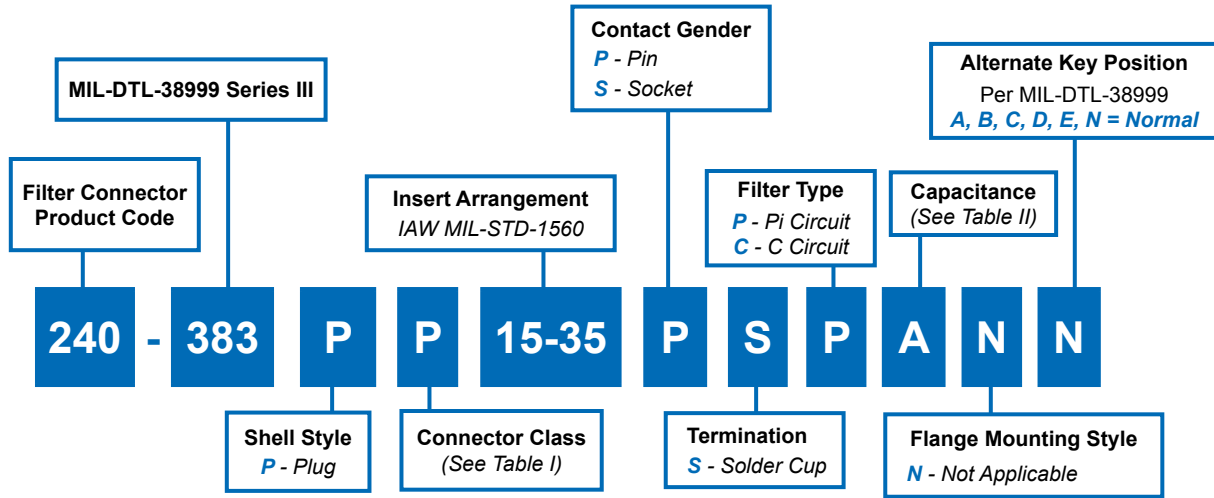 Contact Gender
P - Pin
S - Socket
Alternate Key Position
Per MIL-DTL-38999
A, B, C, D, E, N = Normal
MIL-DTL-38999 Series III
Filter Connector
Product Code
Insert Arrangement
IAW MIL-STD-1560
Filter Type
P - Pi Circuit
C - C Circuit
Capacitance
(See Table II)
240 - 383 P P 15-35 P S P A N N
Shell Style
P - Plug
Connector Class
(See Table I)
Termination
S - Solder Cup
Flange Mounting Style
N - Not Applicable